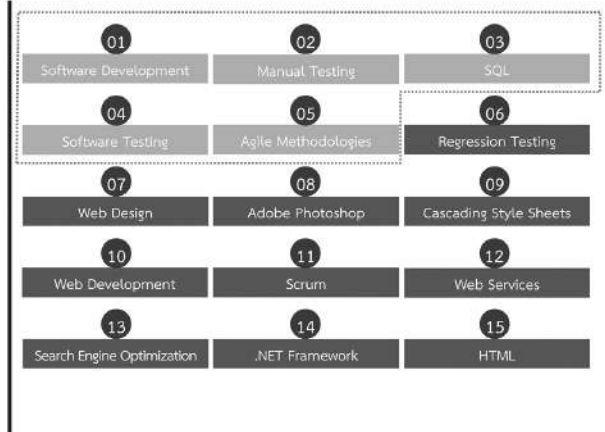 01 02 03
Software Development Manual Testing SQL
04 05 06
Software Testing Agile Methodologies Regression Testing
07 08 09
Web Design Adobe Photoshop Cascading Style Sheets
10 11 12
Web Development Scrum Web Services
13 14 15
Search Engine Optimization .NET Framework HTML